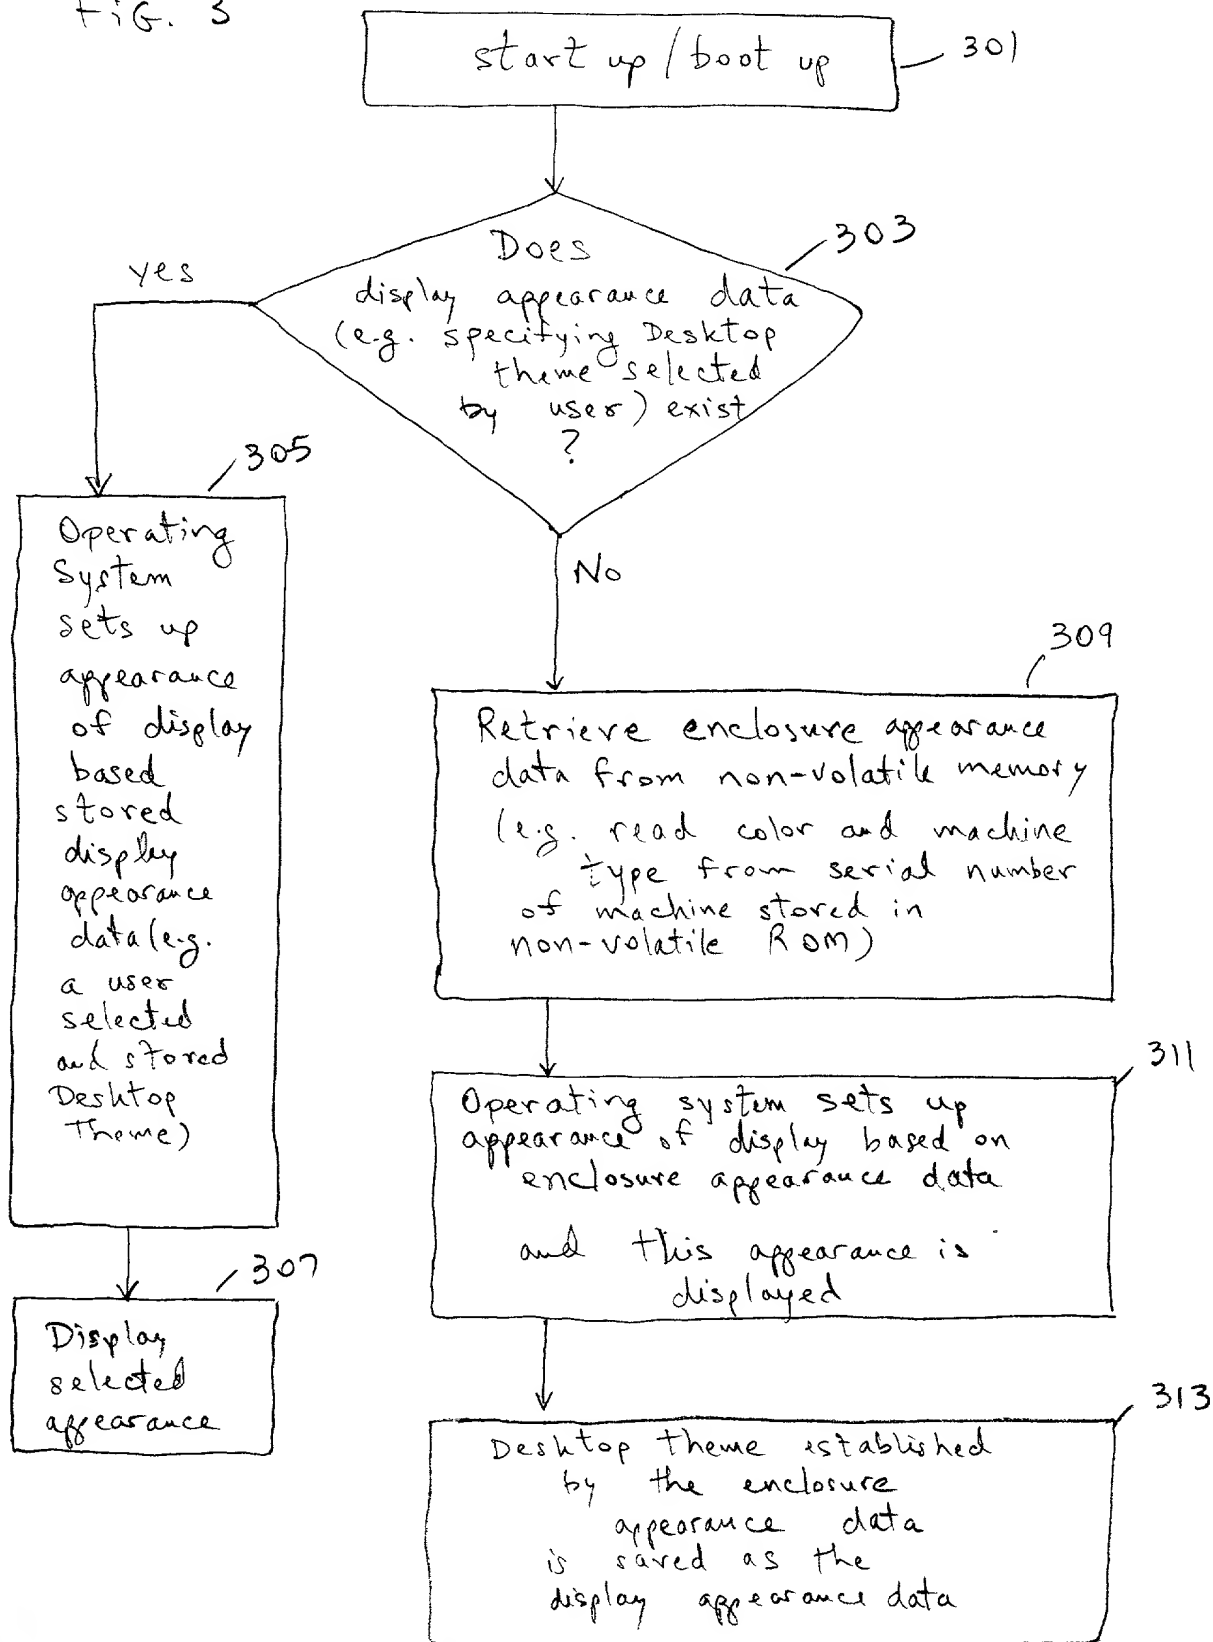 FiG. 3
start up / boot up
301
Does
display appearance data
(e.g. specifying Desktop
theme selected
by user) exist
?
303
yes
305
Operating
System
sets up
appearance
of display
based
stored
display
appearance
data (e.g.
a user
selected
and stored
Desktop
Theme)
307
Display
selected
appearance
No
309
Retrieve enclosure appearance
data from non-volatile memory
(e.g. read color and machine
type from serial number
of machine stored in
non-volatile ROM)
311
Operating system sets up
appearance of display based on
enclosure appearance data
and this appearance is
displayed
313
Desktop theme established
by the enclosure
appearance data
is saved as the
display appearance data